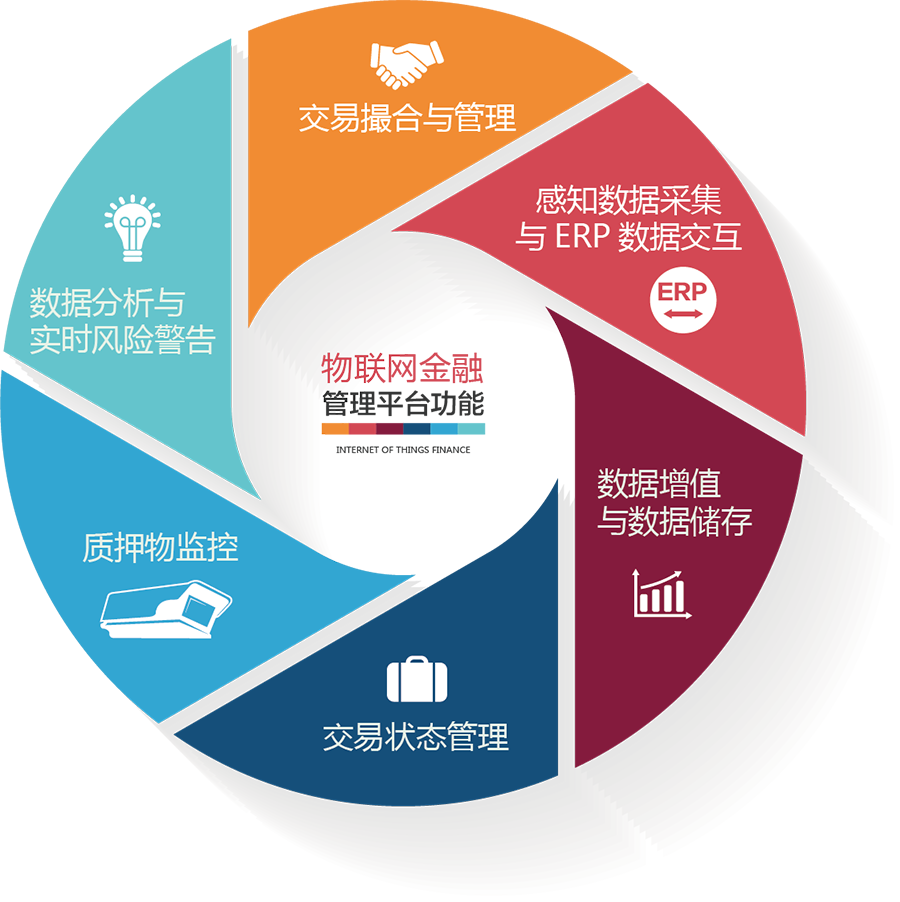 交易撮合与管理
感知数据采集
与 ERP 数据交互
ERP
数据增值
与数据储存
交易状态管理
质押物监控
数据分析与
实时风险警告
物联网金融
管理平台功能
INTERNET OF THINGS FINANCE